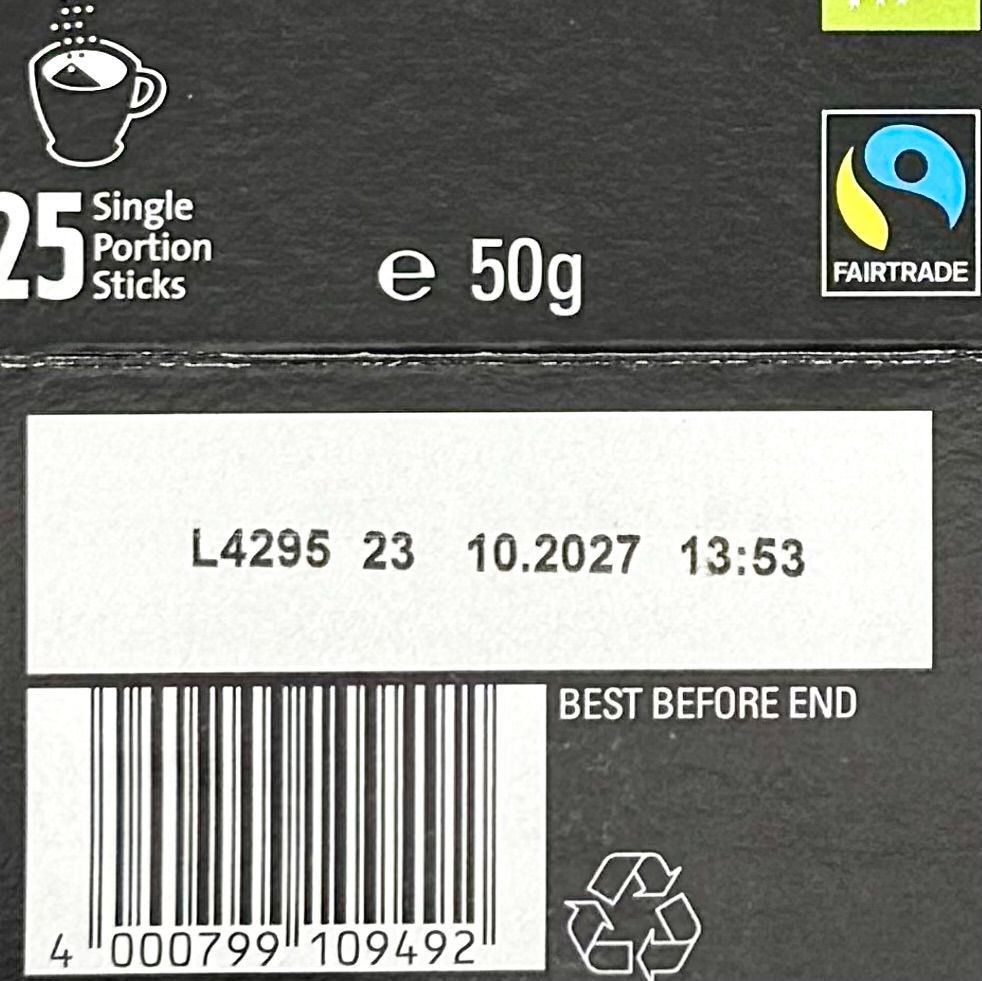 25 Single
Portion
Sticks
℮ 50g
FAIRTRADE
L4295 23 10.2027 13:53
BEST BEFORE END
4 000799 109492